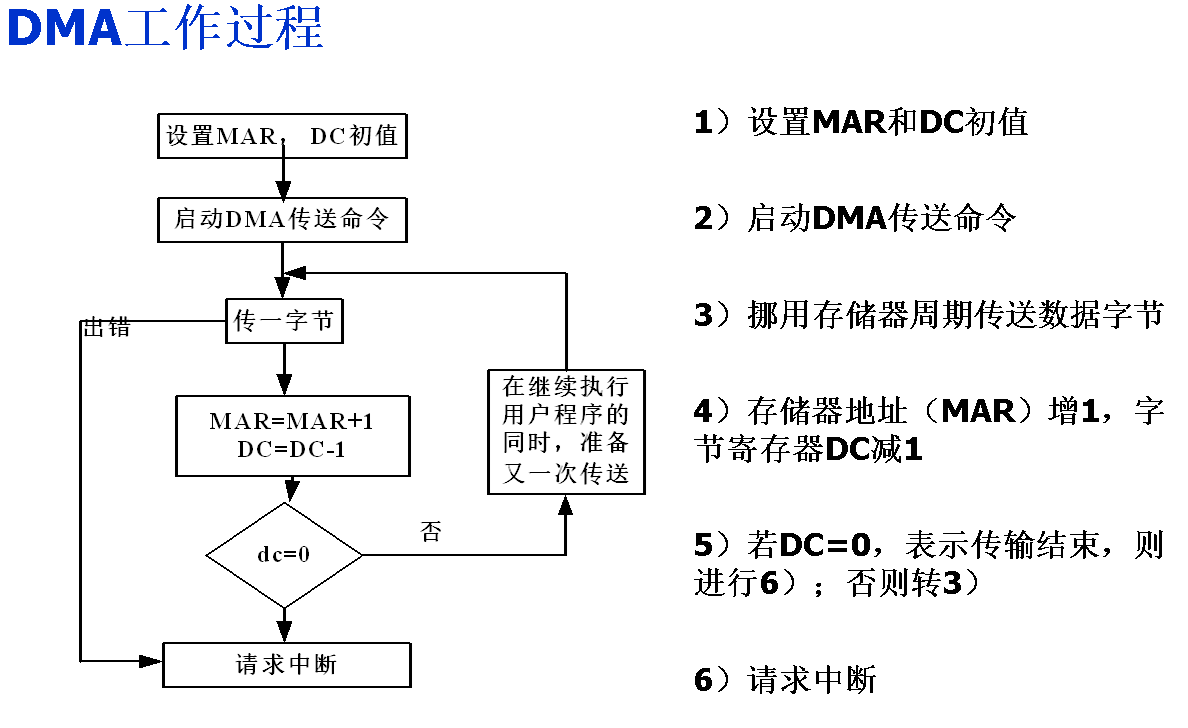 DMA工作过程
设置MAR， DC初值
启动DMA传送命令
传一字节
出错
MAR=MAR+1
DC=DC-1
dc=0
否
在继续执行
用户程序的
同时，准备
又一次传送
请求中断
1）设置MAR和DC初值
2）启动DMA传送命令
3）挪用存储器周期传送数据字节
4）存储器地址（MAR）增1，字
节寄存器DC减1
5）若DC=0，表示传输结束，则
进行6）；否则转3）
6）请求中断